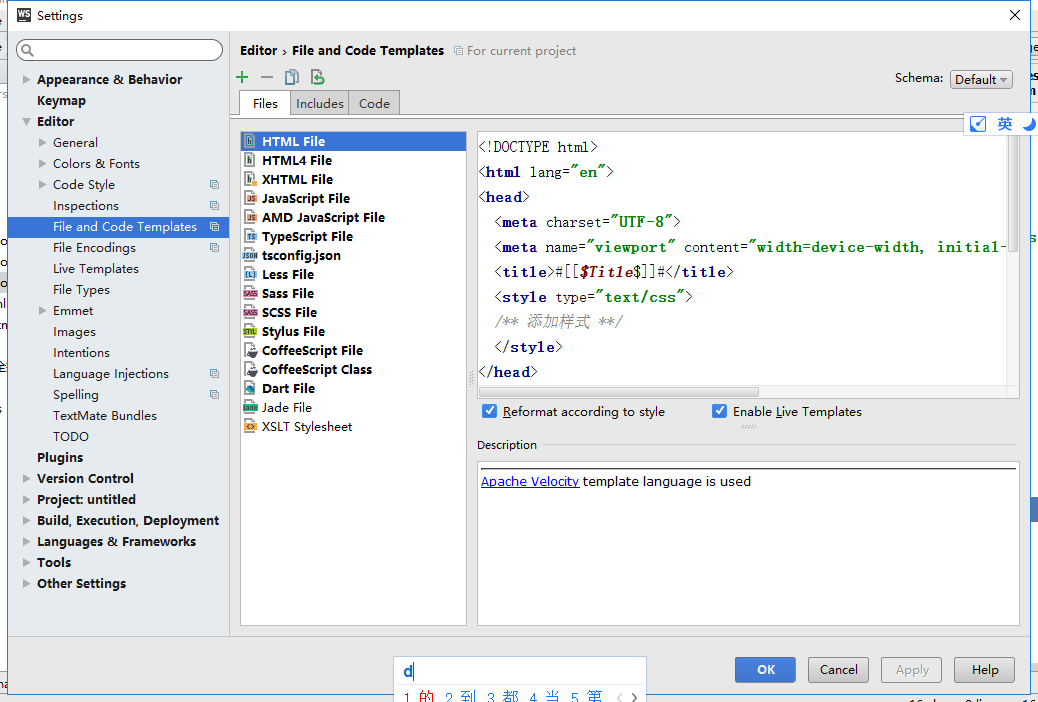 WS Settings
Editor › File and Code Templates For current project
Schema: Default
Files Includes Code
Appearance & Behavior
Keymap
Editor
General
Colors & Fonts
Code Style
Inspections
File and Code Templates
File Encodings
Live Templates
File Types
Emmet
Images
Intentions
Language Injections
Spelling
TextMate Bundles
TODO
Plugins
Version Control
Project: untitled
Build, Execution, Deployment
Languages & Frameworks
Tools
Other Settings
HTML File
HTML4 File
XHTML File
JavaScript File
AMD JavaScript File
TypeScript File
tsconfig.json
Less File
Sass File
SCSS File
Stylus File
CoffeeScript File
CoffeeScript Class
Dart File
Jade File
XSLT Stylesheet
<!DOCTYPE html>
<html lang="en">
<head>
<meta charset="UTF-8">
<meta name="viewport" content="width=device-width, initial-
<title>#[[$Title$]]#</title>
<style type="text/css">
/** 添加样式 **/
</style>
</head>
英
Reformat according to style Enable Live Templates
Description
Apache Velocity template language is used
OK Cancel Apply Help
d
1 的 2 到 3 都 4 当 5 第